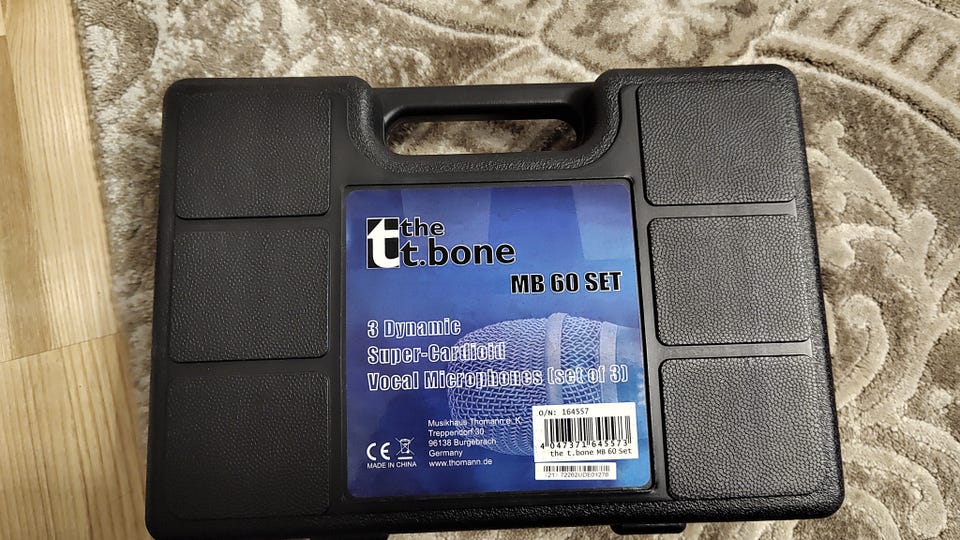 the
t.bone
MB 60 SET
3 Dynamic
Super-Cardioid
Vocal Microphones (set of 3)
Musikhaus Thomann e. K.
Treppendorf 30
96138 Burgebrach
Germany
www.thomann.de
CE
MADE IN CHINA
O/N: 164557
4 047371 645573
the t.bone MB 60 Set